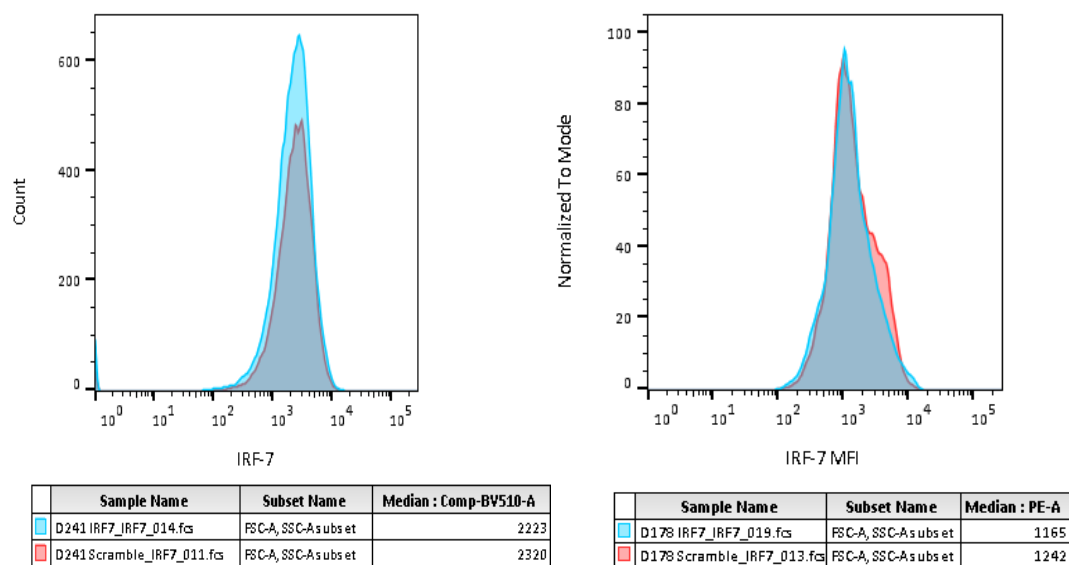 600
400
200
0
Count
10^0 10^1 10^2 10^3 10^4 10^5
IRF-7
Sample Name Subset Name Median : Comp-BV510-A
D241 IRF7_IRF7_014.fcs FSC-A, SSC-A subset 2223
D241 Scramble_IRF7_011.fcs FSC-A, SSC-A subset 2320
100
80
60
40
20
0
Normalized To Mode
10^0 10^1 10^2 10^3 10^4 10^5
IRF-7 MFI
Sample Name Subset Name Median : PE-A
D178 IRF7_IRF7_019.fcs FSC-A, SSC-A subset 1165
D178 Scramble_IRF7_013.fcs FSC-A, SSC-A subset 1242